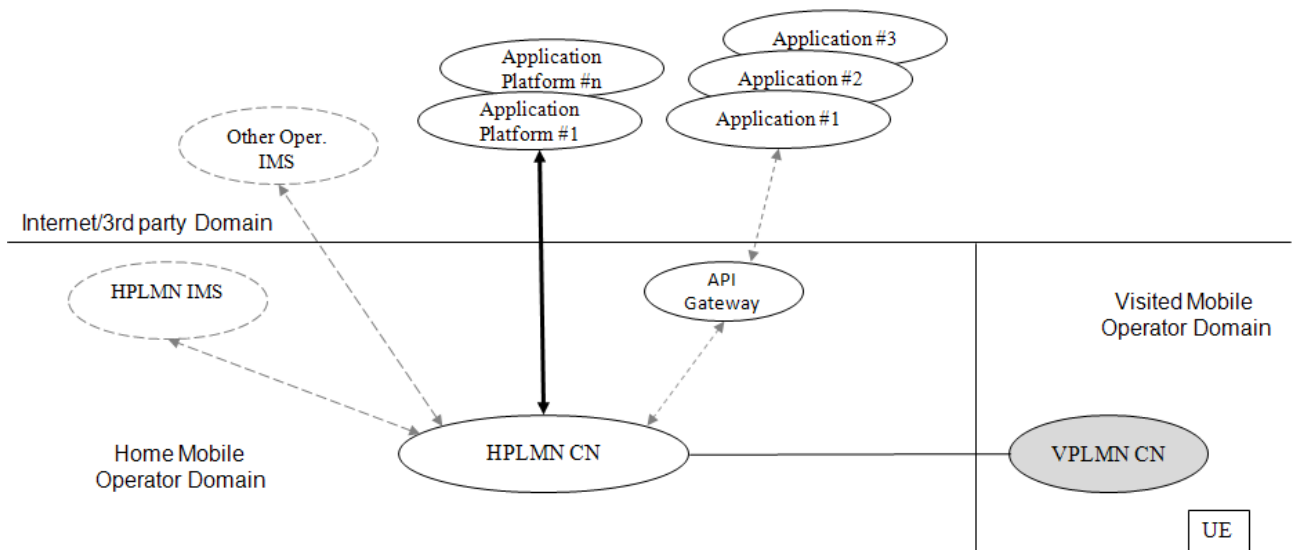 Application #3
Application
Platform #n
Application #2
Application
Platform #1
Application #1
Other Oper.
IMS
Internet/3rd party Domain
HPLMN IMS
API
Gateway
Visited Mobile
Operator Domain
Home Mobile
Operator Domain
HPLMN CN
VPLMN CN
UE